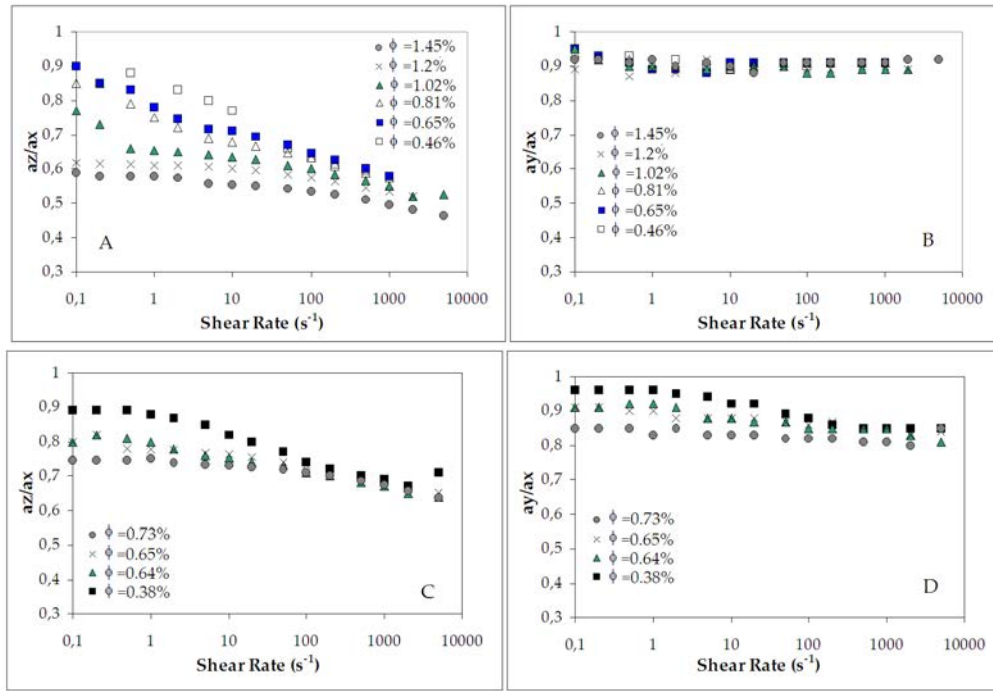 1
0,9
0,8
0,7
0,6
0,5
0,4
0,3
az/ax
ϕ =1.45%
ϕ =1.2%
ϕ =1.02%
ϕ =0.81%
ϕ =0.65%
ϕ =0.46%
A
0,1 1 10 100 1000 10000
Shear Rate (s⁻¹)
1
0,9
0,8
0,7
0,6
0,5
0,4
0,3
ay/ax
ϕ =1.45%
ϕ =1.2%
ϕ =1.02%
ϕ =0.81%
ϕ =0.65%
ϕ =0.46%
B
0,1 1 10 100 1000 10000
Shear Rate (s⁻¹)
1
0,9
0,8
0,7
0,6
0,5
0,4
0,3
az/ax
ϕ =0.73%
ϕ =0.65%
ϕ =0.64%
ϕ =0.38%
C
0,1 1 10 100 1000 10000
Shear Rate (s⁻¹)
1
0,9
0,8
0,7
0,6
0,5
0,4
0,3
ay/ax
ϕ =0.73%
ϕ =0.65%
ϕ =0.64%
ϕ =0.38%
D
0,1 1 10 100 1000 10000
Shear Rate (s⁻¹)